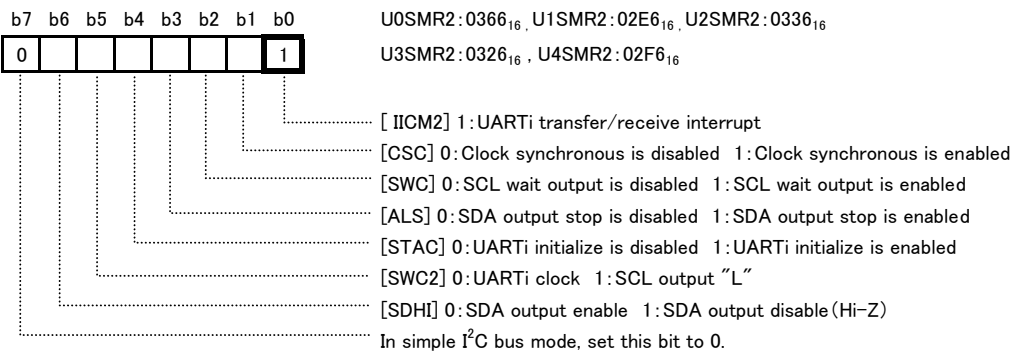 b7 b6 b5 b4 b3 b2 b1 b0 U0SMR2:0366₁₆, U1SMR2:02E6₁₆, U2SMR2:0336₁₆
0 1 U3SMR2:0326₁₆ , U4SMR2:02F6₁₆
[ IICM2] 1:UARTi transfer/receive interrupt
[CSC] 0:Clock synchronous is disabled 1:Clock synchronous is enabled
[SWC] 0:SCL wait output is disabled 1:SCL wait output is enabled
[ALS] 0:SDA output stop is disabled 1:SDA output stop is enabled
[STAC] 0:UARTi initialize is disabled 1:UARTi initialize is enabled
[SWC2] 0:UARTi clock 1:SCL output "L"
[SDHI] 0:SDA output enable 1:SDA output disable(Hi-Z)
In simple I²C bus mode, set this bit to 0.